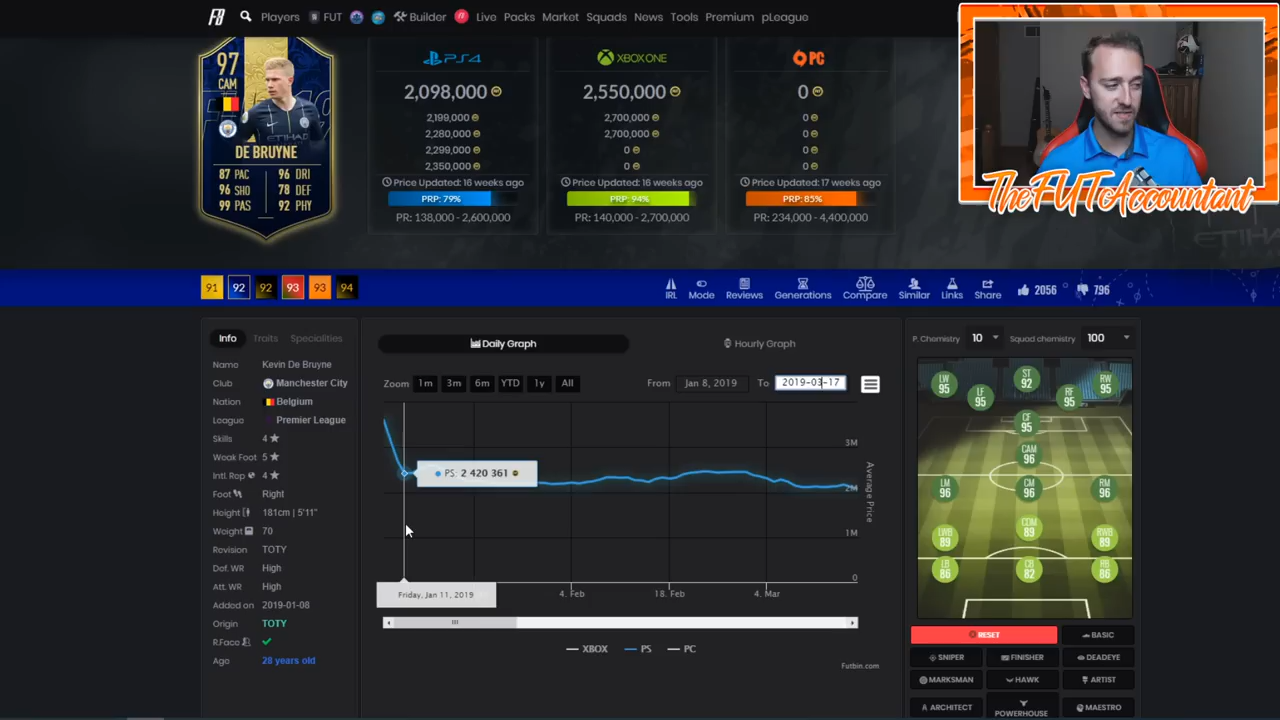 FB Players FUT Builder Live Packs Market Squads News Tools Premium pLeague
97
CAM
DE BRUYNE
87 PAC 96 DRI
96 SHO 78 DEF
99 PAS 92 PHY
PS4
2,098,000
2,199,000
2,280,000
2,299,000
2,350,000
Price Updated: 16 weeks ago
PRP: 79%
PR: 138,000 - 2,600,000
XBOX ONE
2,550,000
2,700,000
2,700,000
0
0
Price Updated: 16 weeks ago
PRP: 94%
PR: 140,000 - 2,700,000
PC
0
0
0
0
0
Price Updated: 17 weeks ago
PRP: 85%
PR: 234,000 - 4,400,000
TheFUTAccountant
ETIHAD
91 92 92 93 93 94
IRL Mode Reviews Generations Compare Similar Links Share 2056 796
Info Traits Specialities
Name Kevin De Bruyne
Club Manchester City
Nation Belgium
League Premier League
Skills 4
Weak Foot 5
Intl. Rep 4
Foot Right
Height 181cm | 5'11"
Weight 70
Revision TOTY
Def. WR High
Att. WR High
Added on 2019-01-08
Origin TOTY
R.Face
Age 28 years old
Daily Graph Hourly Graph
Zoom 1m 3m 6m YTD 1y All From Jan 8, 2019 To 2019-03-17
PS: 2 420 361
3M
2M
1M
0
Average Price
Friday, Jan 11, 2019 4. Feb 18. Feb 4. Mar
XBOX PS PC
Futbin.com
P. Chemistry 10 Squad chemistry 100
LW 95
LF 95
ST 92
RF 95
RW 95
CF 95
CAM 96
LM 96
CM 96
RM 96
LWB 89
CDM 89
RWB 89
LB 86
CB 82
RB 86
RESET BASIC
SNIPER FINISHER DEADEYE
MARKSMAN HAWK ARTIST
ARCHITECT POWERHOUSE MAESTRO